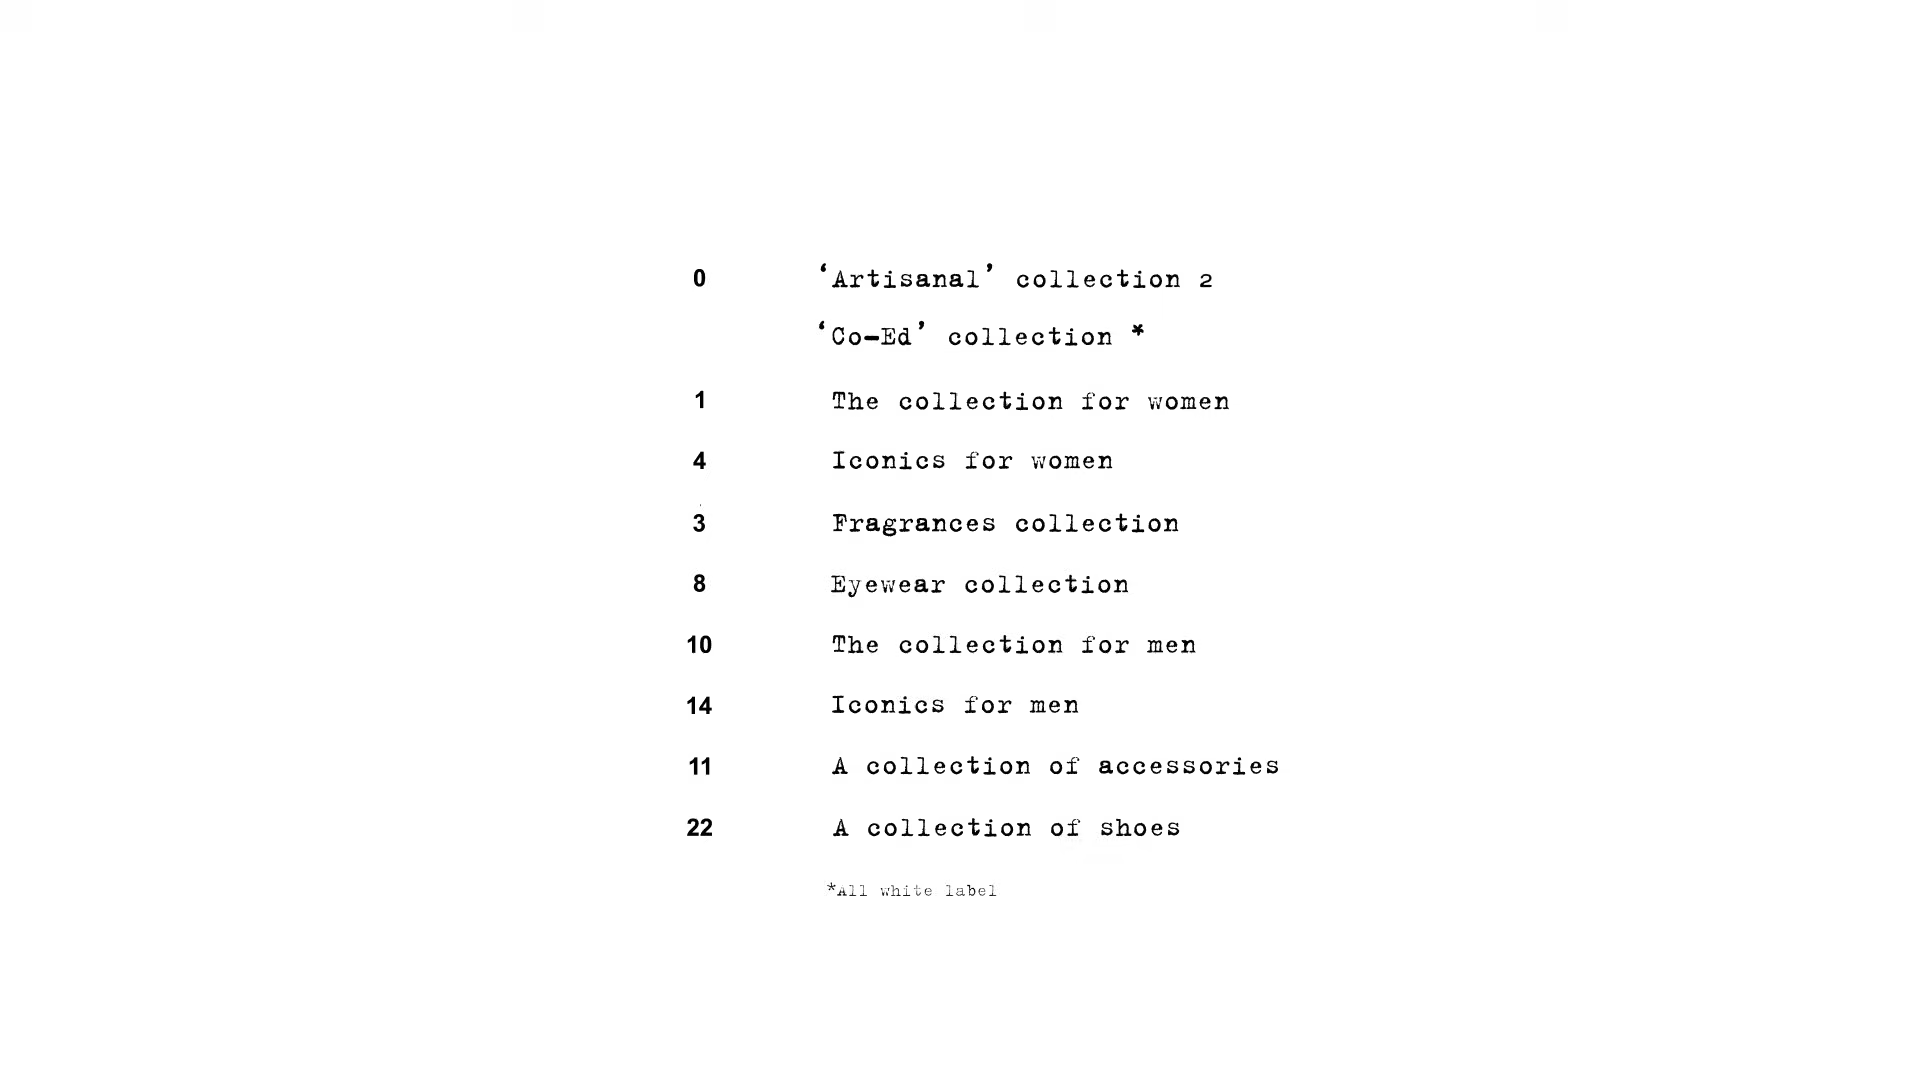 0 ‘Artisanal’ collection 2
‘Co-Ed’ collection *
1 The collection for women
4 Iconics for women
3 Fragrances collection
8 Eyewear collection
10 The collection for men
14 Iconics for men
11 A collection of accessories
22 A collection of shoes
*All white label